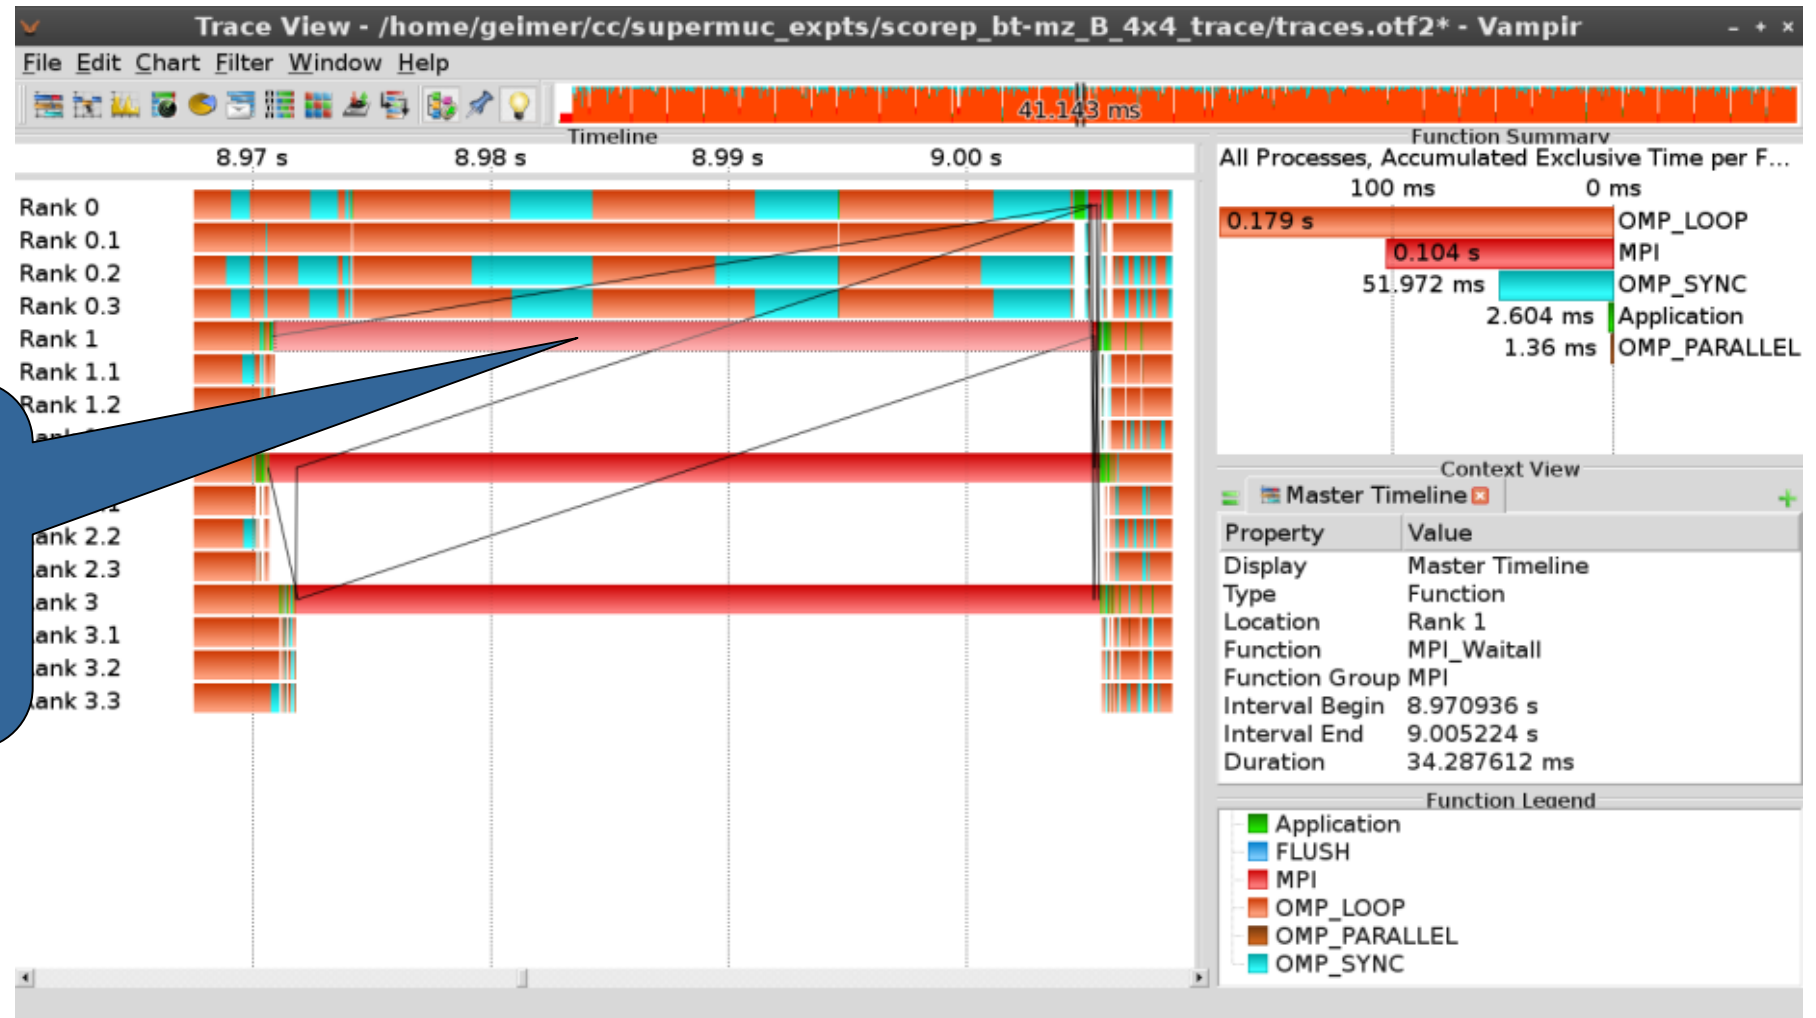 Trace View - /home/geimer/cc/supermuc_expts/scorep_bt-mz_B_4x4_trace/traces.otf2* - Vampir
File Edit Chart Filter Window Help
41.143 ms
Timeline
8.97 s 8.98 s 8.99 s 9.00 s
Rank 0
Rank 0.1
Rank 0.2
Rank 0.3
Rank 1
Rank 1.1
Rank 1.2
ank 2.2
ank 2.3
ank 3
ank 3.1
ank 3.2
ank 3.3
Function Summary
All Processes, Accumulated Exclusive Time per F...
100 ms 0 ms
0.179 s OMP_LOOP
0.104 s MPI
51.972 ms OMP_SYNC
2.604 ms Application
1.36 ms OMP_PARALLEL
Context View
Master Timeline
Property Value
Display Master Timeline
Type Function
Location Rank 1
Function MPI_Waitall
Function Group MPI
Interval Begin 8.970936 s
Interval End 9.005224 s
Duration 34.287612 ms
Function Legend
Application
FLUSH
MPI
OMP_LOOP
OMP_PARALLEL
OMP_SYNC